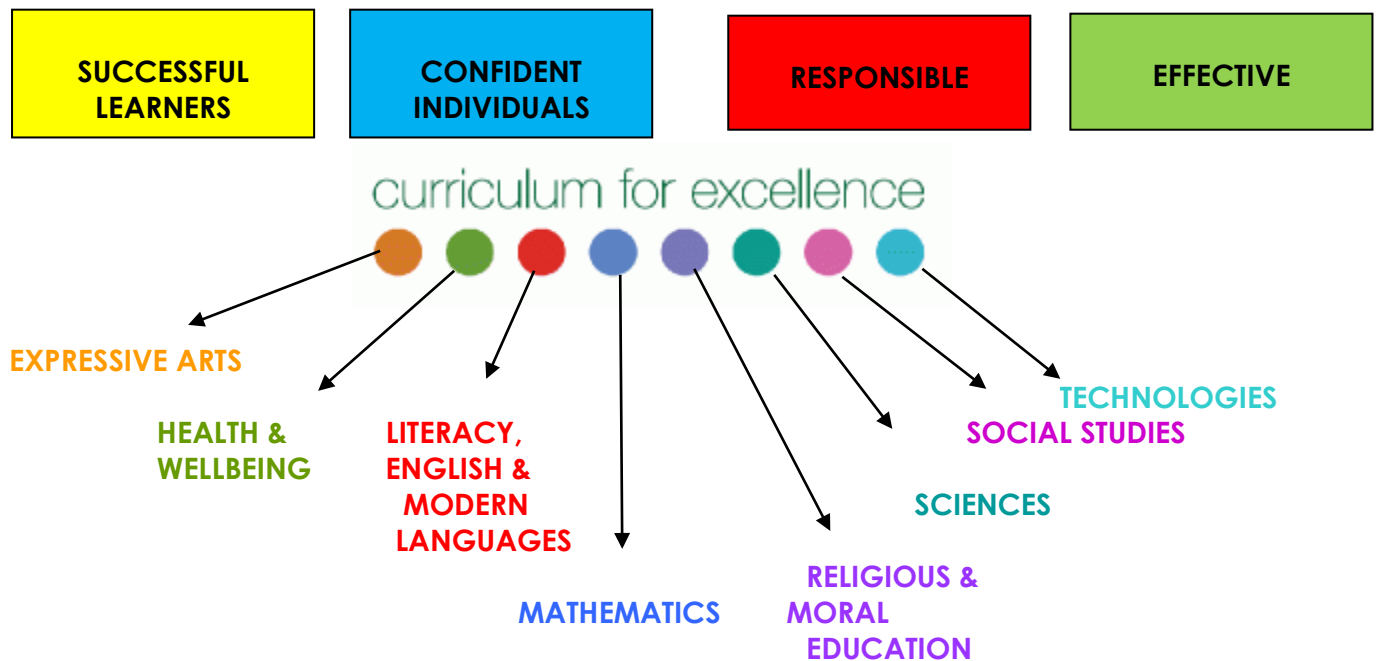 SUCCESSFUL
LEARNERS
CONFIDENT
INDIVIDUALS
RESPONSIBLE
EFFECTIVE
curriculum for excellence
EXPRESSIVE ARTS
HEALTH &
WELLBEING
LITERACY,
ENGLISH &
MODERN
LANGUAGES
MATHEMATICS
RELIGIOUS &
MORAL
EDUCATION
SCIENCES
SOCIAL STUDIES
TECHNOLOGIES